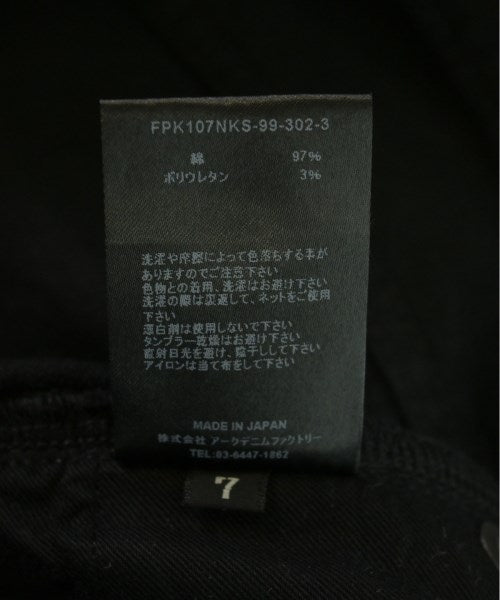 FPK107NKS-99-302-3
綿 97%
ポリウレタン 3%
洗濯や摩擦によって色落ちする事が
ありますのでご注意下さい
色物との着用、洗濯はお避け下さい
洗濯の際は裏返して、ネットをご使用
下さい
漂白剤は使用しないで下さい
タンブラー乾燥はお避け下さい
直射日光を避け、陰干しして下さい
アイロンは当て布をして下さい
MADE IN JAPAN
株式会社 アークデニムファクトリー
TEL:03-6447-1862
7